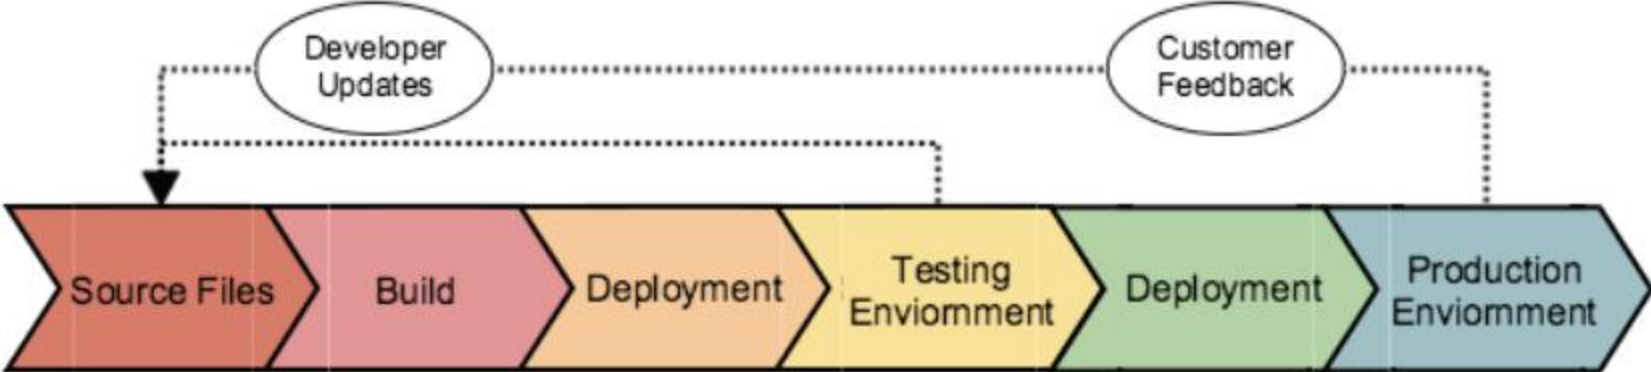 Developer
Updates
Customer
Feedback
Source Files
Build
Deployment
Testing
Enviornment
Deployment
Production
Enviornment